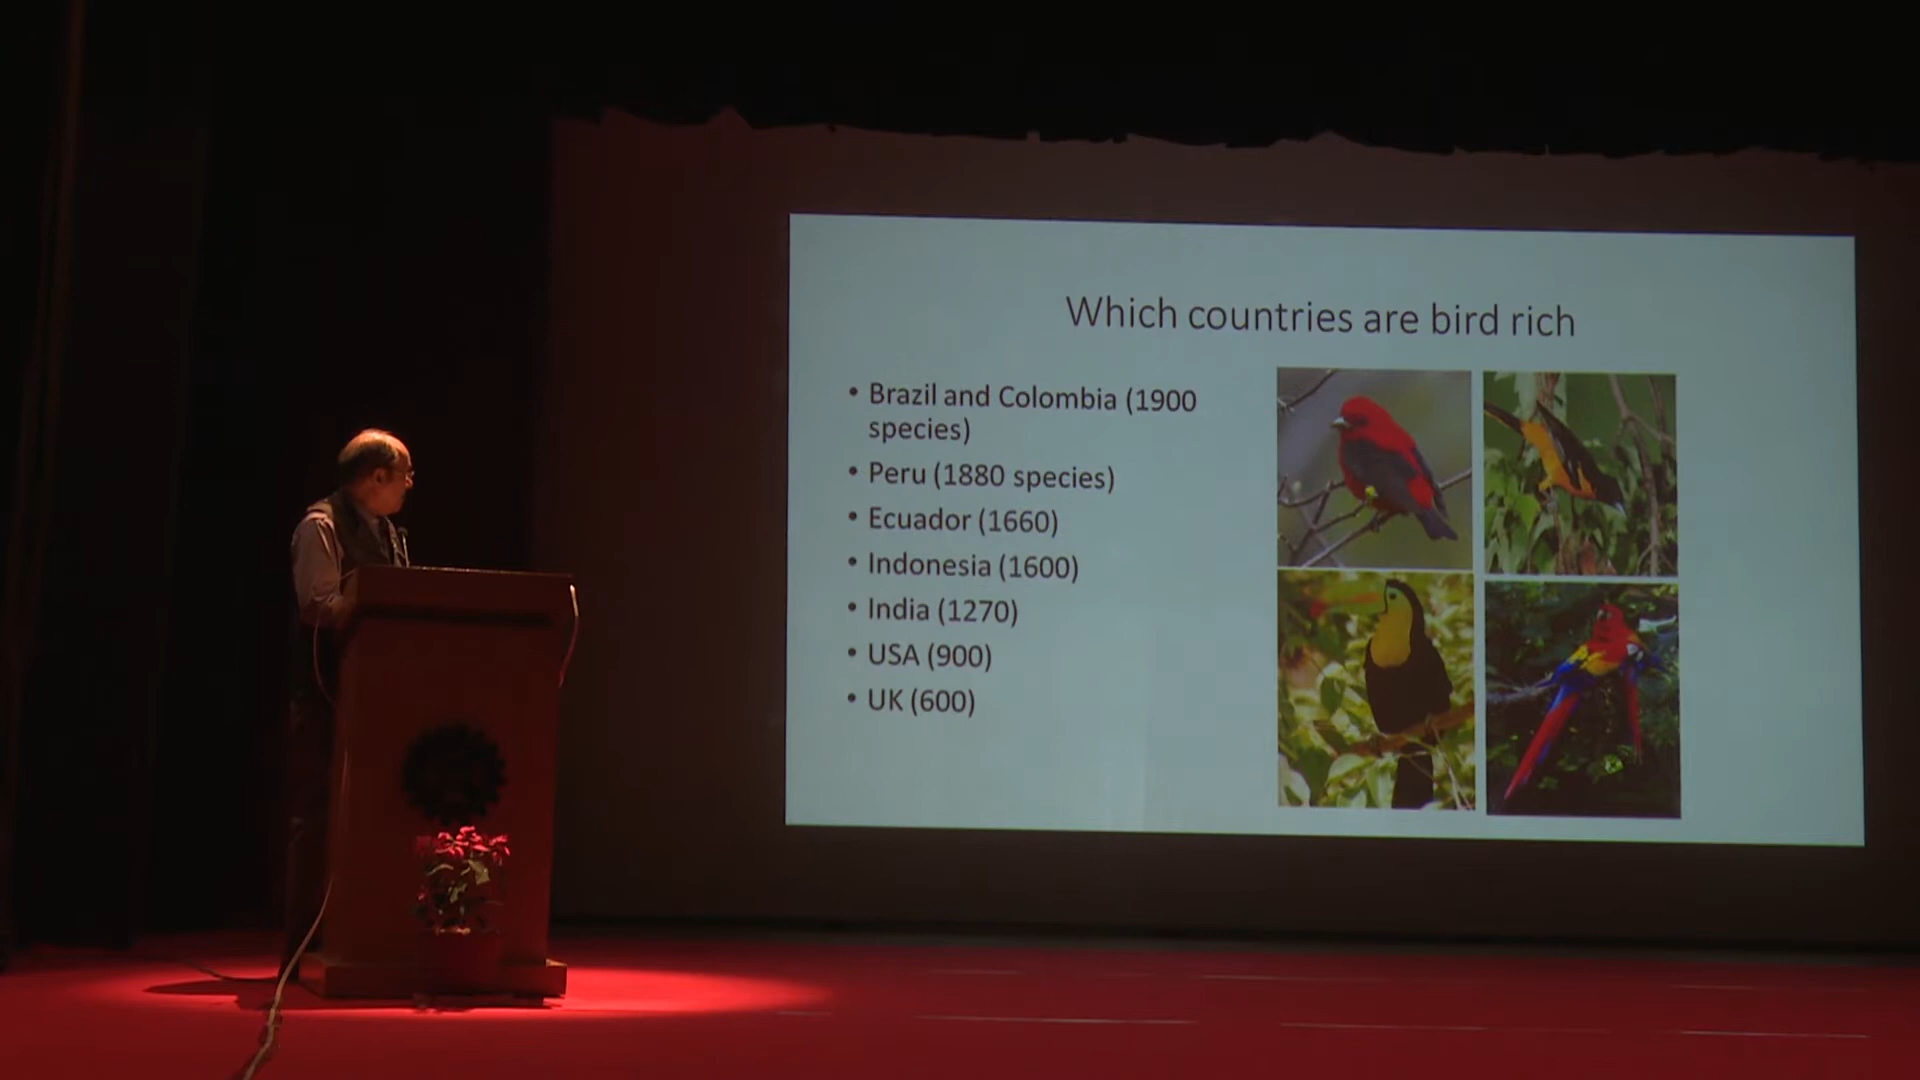 Which countries are bird rich
• Brazil and Colombia (1900
species)
• Peru (1880 species)
• Ecuador (1660)
• Indonesia (1600)
• India (1270)
• USA (900)
• UK (600)